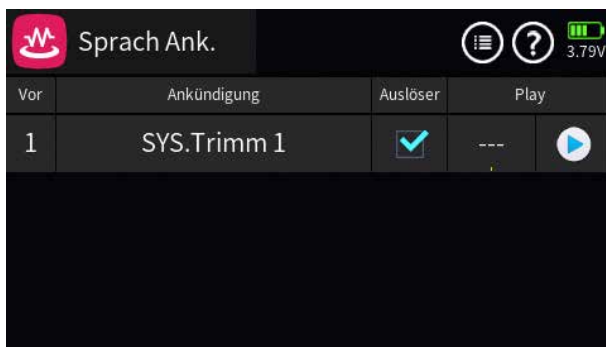 Sprach Ank.
?
3.79V
Vor Ankündigung Auslöser Play
1 SYS.Trimm 1 ---